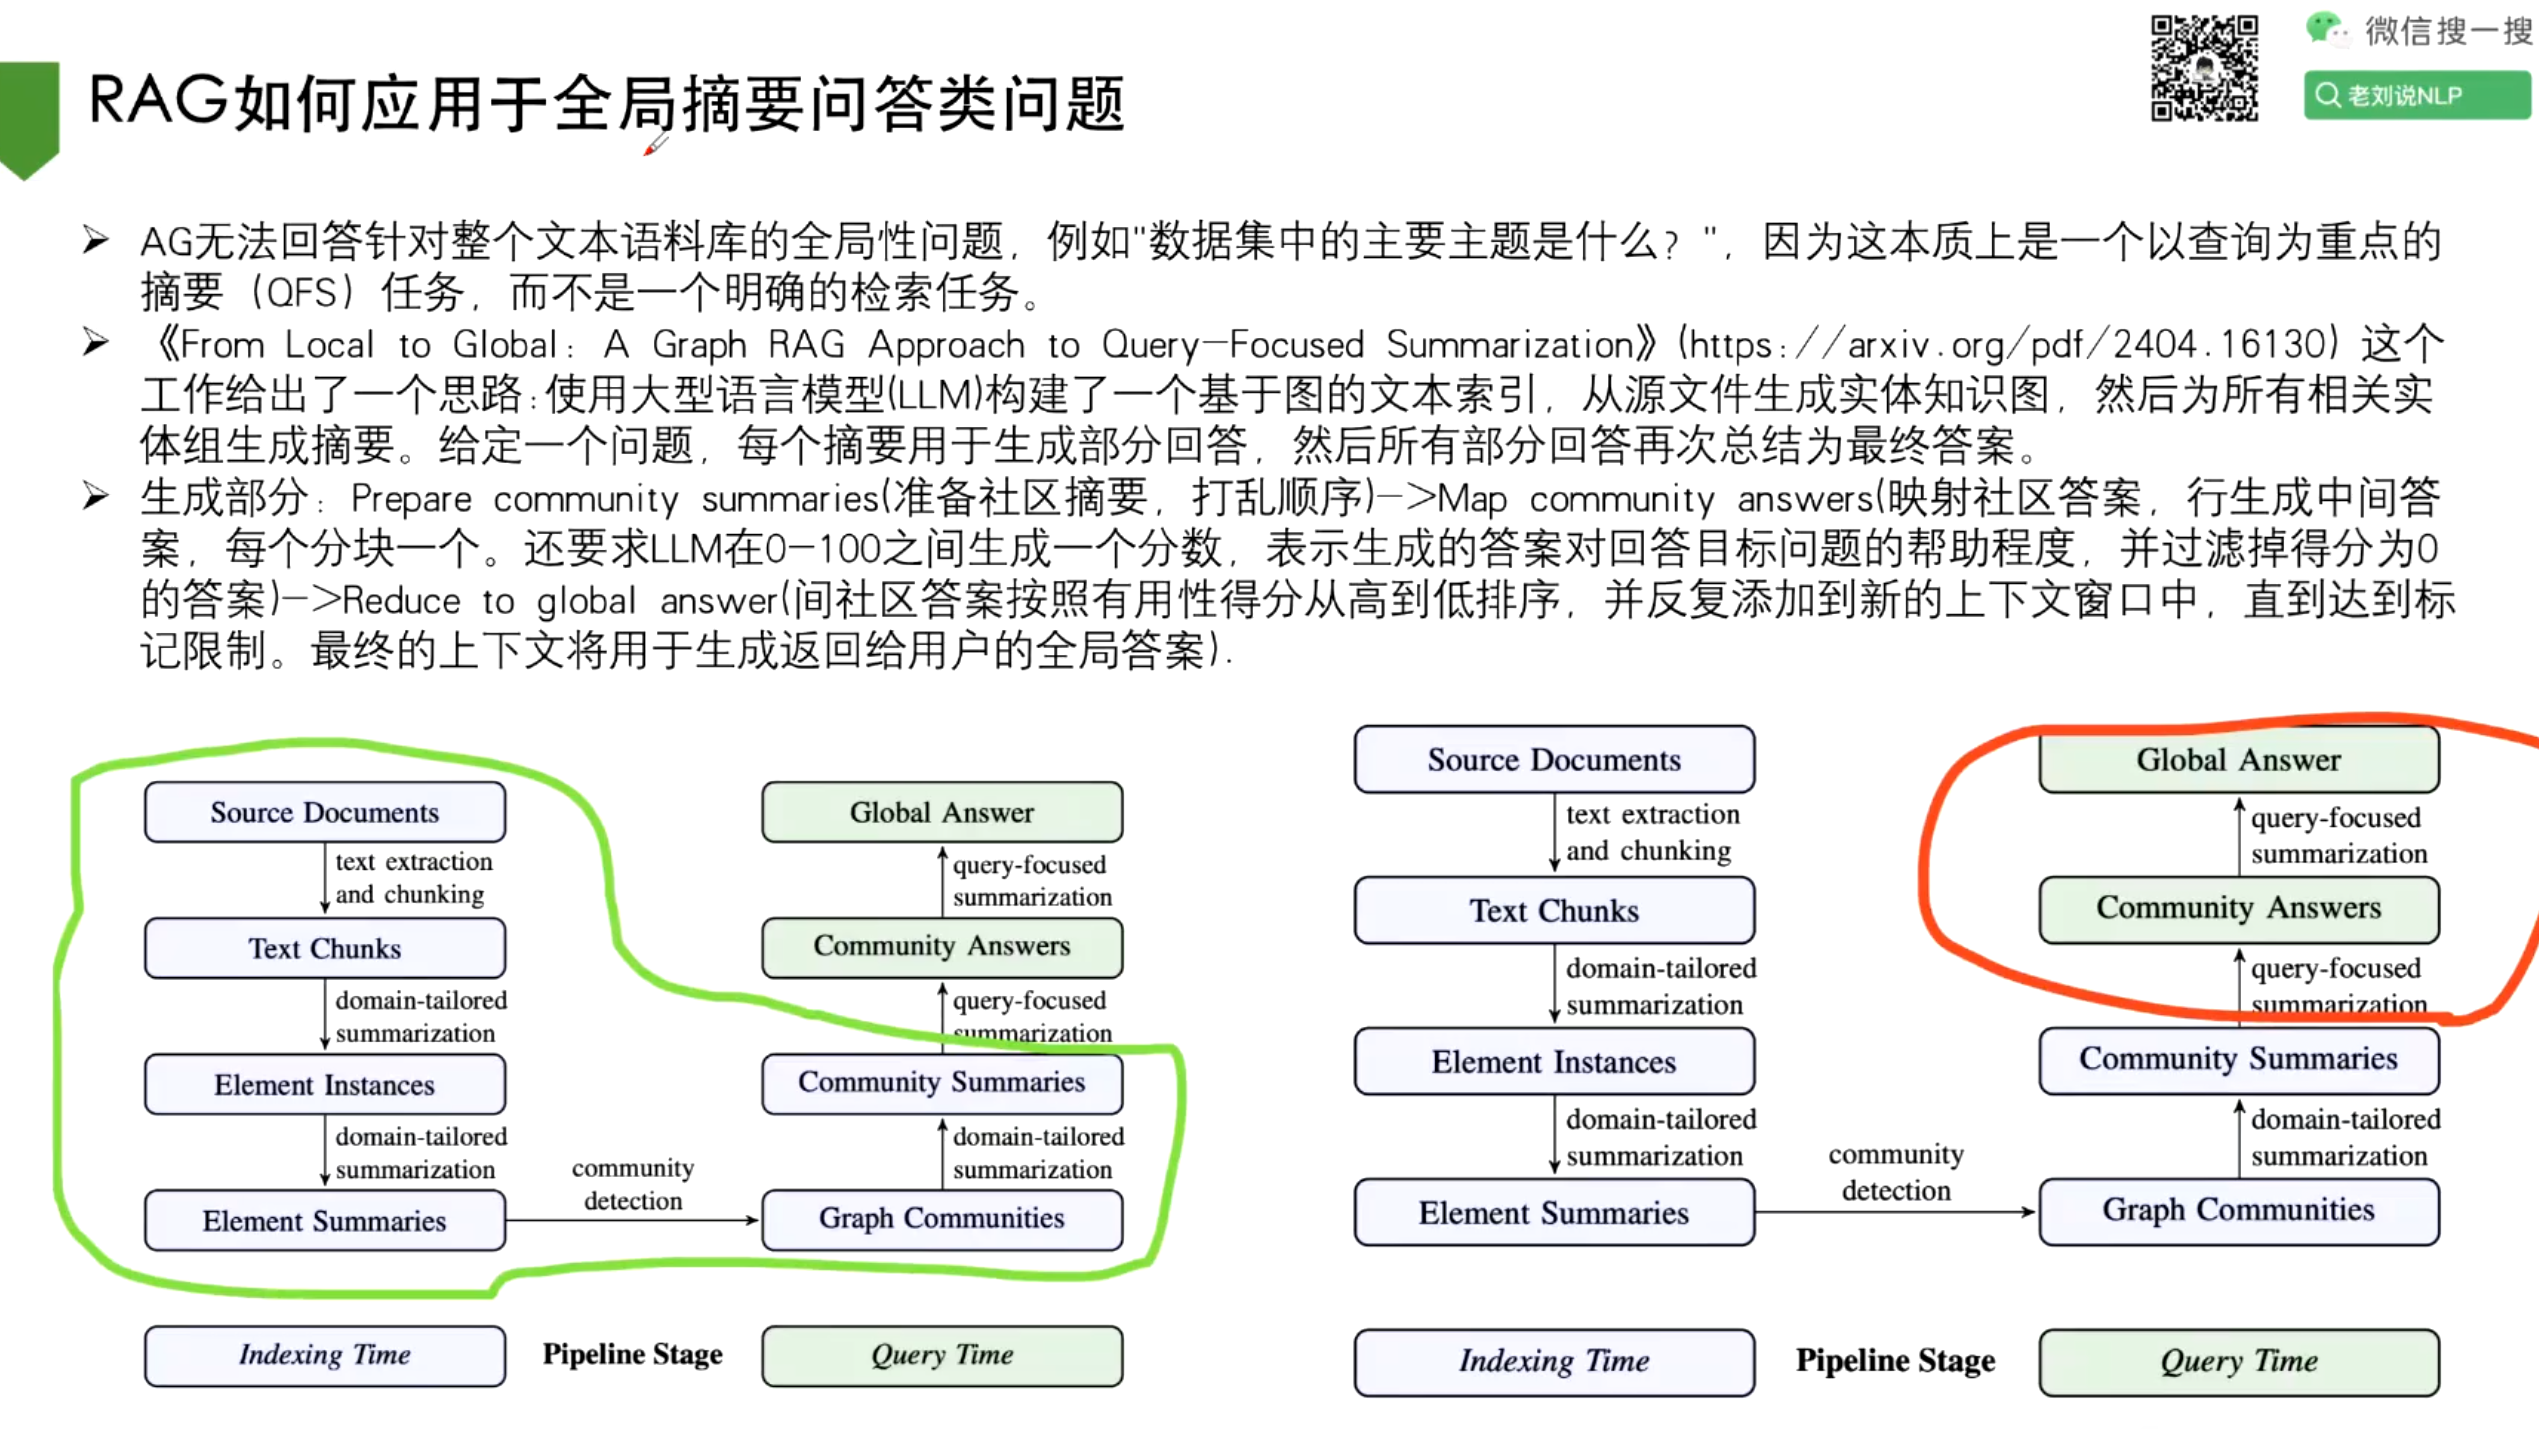 微信搜一搜
老刘说NLP
RAG如何应用于全局摘要问答类问题
➢ AG无法回答针对整个文本语料库的全局性问题，例如"数据集中的主要主题是什么？"，因为这本质上是一个以查询为重点的
摘要（QFS）任务，而不是一个明确的检索任务。
➢ 《From Local to Global: A Graph RAG Approach to Query-Focused Summarization》(https://arxiv.org/pdf/2404.16130) 这个
工作给出了一个思路:使用大型语言模型(LLM)构建了一个基于图的文本索引，从源文件生成实体知识图，然后为所有相关实
体组生成摘要。给定一个问题，每个摘要用于生成部分回答，然后所有部分回答再次总结为最终答案。
➢ 生成部分：Prepare community summaries(准备社区摘要，打乱顺序)->Map community answers(映射社区答案，行生成中间答
案，每个分块一个。还要求LLM在0-100之间生成一个分数，表示生成的答案对回答目标问题的帮助程度，并过滤掉得分为0
的答案)->Reduce to global answer(间社区答案按照有用性得分从高到低排序，并反复添加到新的上下文窗口中，直到达到标
记限制。最终的上下文将用于生成返回给用户的全局答案).
Source Documents
text extraction
and chunking
Text Chunks
domain-tailored
summarization
Element Instances
domain-tailored
summarization
Element Summaries
community
detection
Global Answer
query-focused
summarization
Community Answers
query-focused
summarization
Community Summaries
domain-tailored
summarization
Graph Communities
Indexing Time
Pipeline Stage
Query Time
Source Documents
text extraction
and chunking
Text Chunks
domain-tailored
summarization
Element Instances
domain-tailored
summarization
Element Summaries
community
detection
Global Answer
query-focused
summarization
Community Answers
query-focused
summarization
Community Summaries
domain-tailored
summarization
Graph Communities
Indexing Time
Pipeline Stage
Query Time